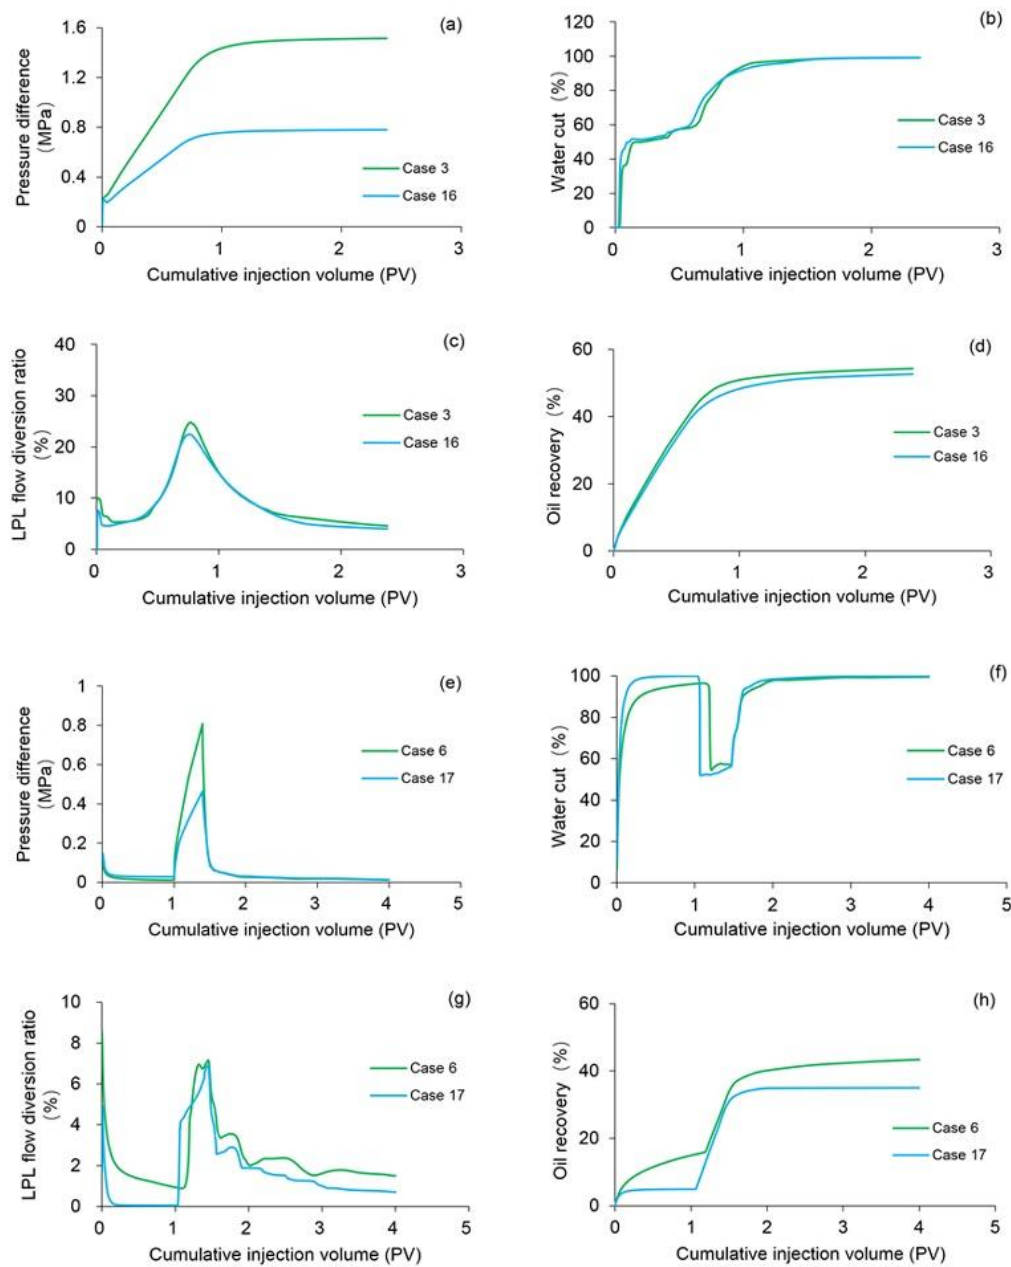 (a)
Pressure difference
(MPa)
1.6
1.2
0.8
0.4
0
Case 3
Case 16
0 1 2 3
Cumulative injection volume (PV)
(b)
Water cut (%)
120
100
80
60
40
20
0
Case 3
Case 16
0 1 2 3
Cumulative injection volume (PV)
(c)
LPL flow diversion ratio
(%)
40
30
20
10
0
Case 3
Case 16
0 1 2 3
Cumulative injection volume (PV)
(d)
Oil recovery (%)
60
40
20
0
Case 3
Case 16
0 1 2 3
Cumulative injection volume (PV)
(e)
Pressure difference
(MPa)
1
0.8
0.6
0.4
0.2
0
Case 6
Case 17
0 1 2 3 4 5
Cumulative injection volume (PV)
(f)
Water cut (%)
100
80
60
40
20
0
Case 6
Case 17
0 1 2 3 4 5
Cumulative injection volume (PV)
(g)
LPL flow diversion ratio
(%)
10
8
6
4
2
0
Case 6
Case 17
0 1 2 3 4 5
Cumulative injection volume (PV)
(h)
Oil recovery (%)
60
40
20
0
Case 6
Case 17
0 1 2 3 4 5
Cumulative injection volume (PV)